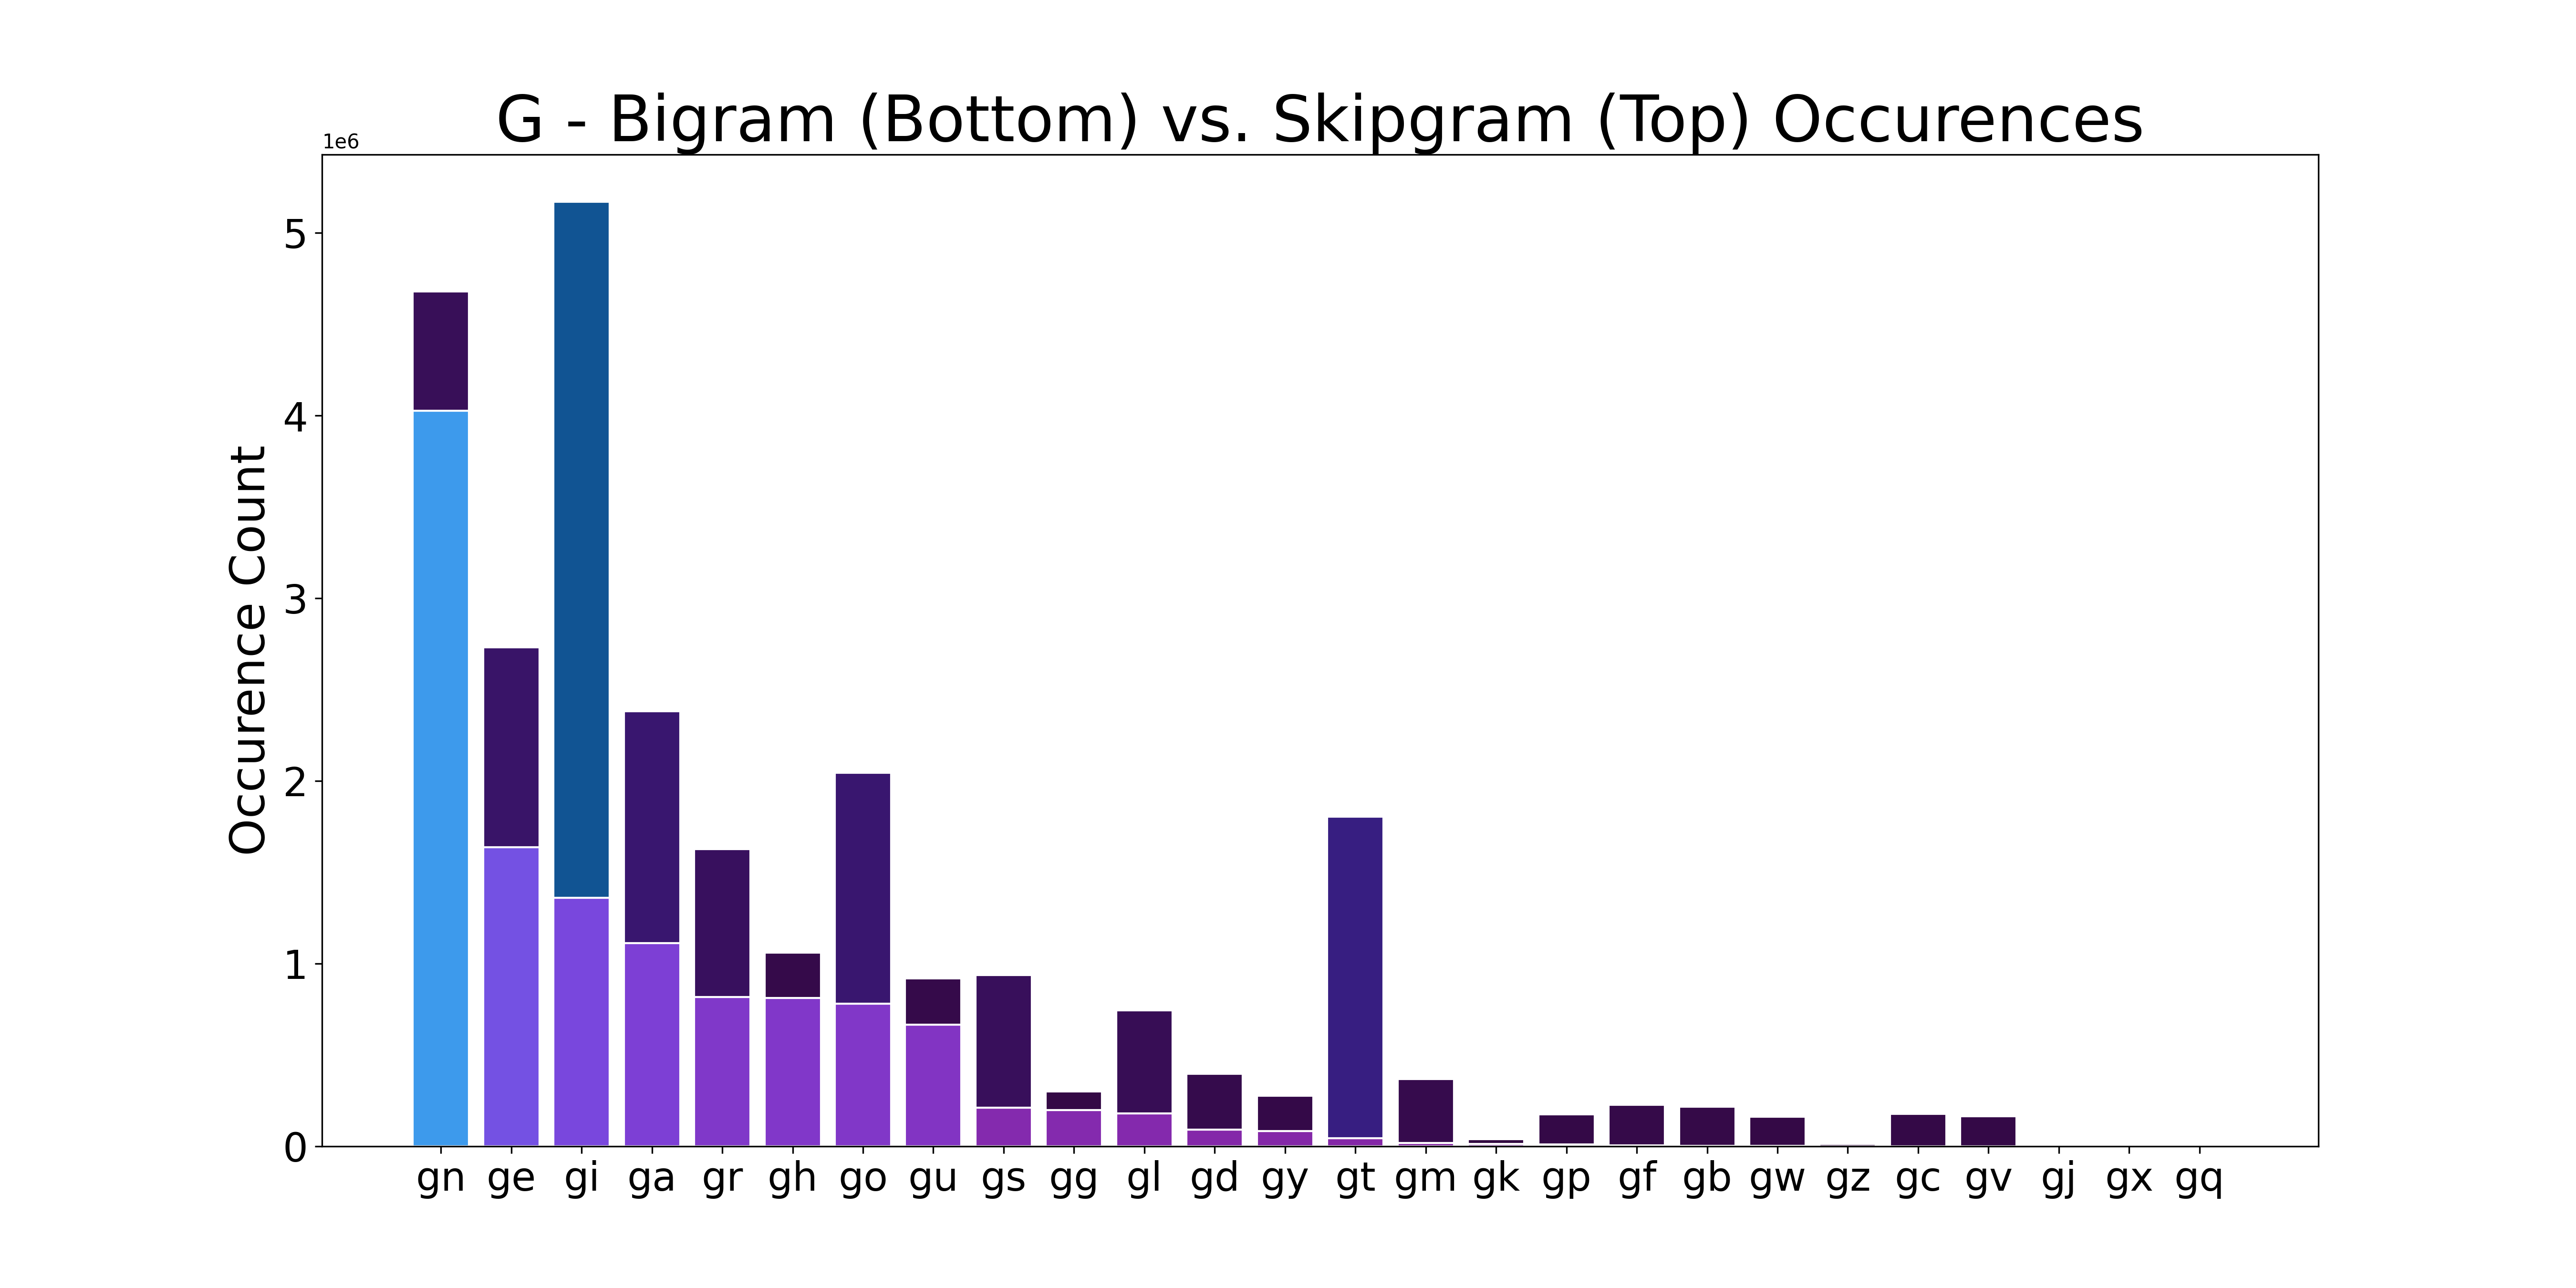 G - Bigram (Bottom) vs. Skipgram (Top) Occurences
1e6
Occurence Count
5
4
3
2
1
0
gn ge gi ga gr gh go gu gs gg gl gd gy gt gm gk gp gf gb gw gz gc gv gj gx gq